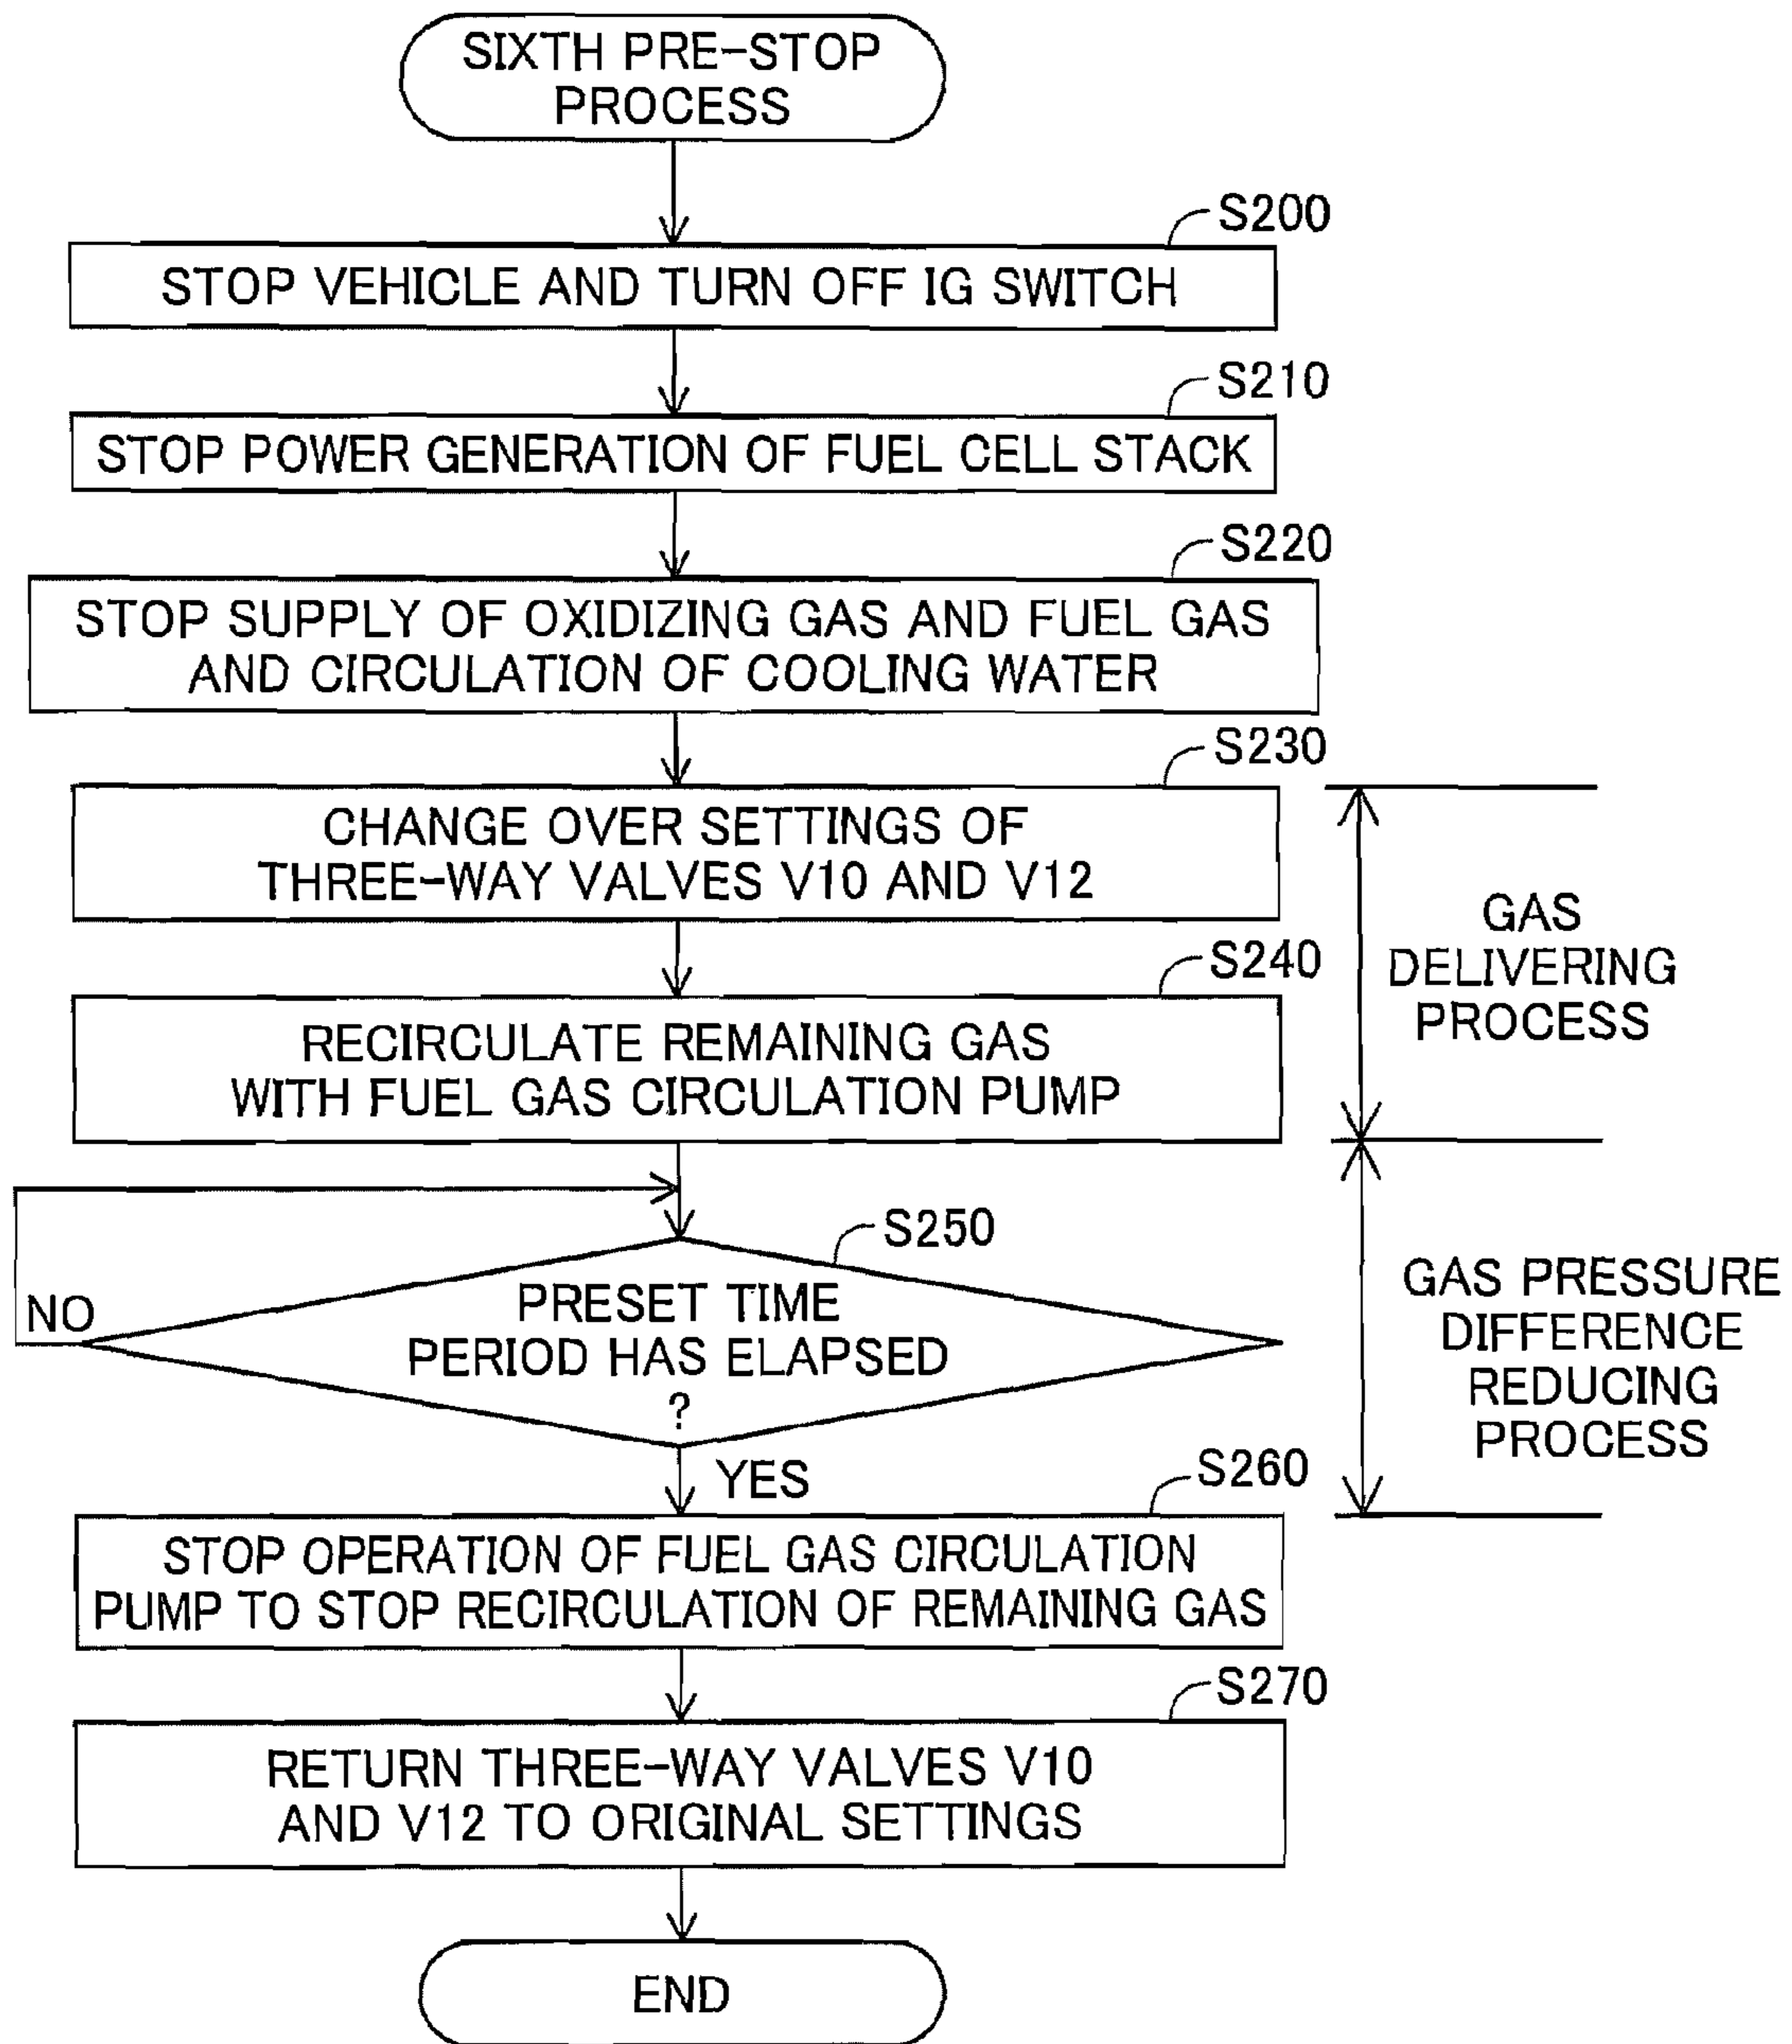 SIXTH PRE-STOP
PROCESS
S200
STOP VEHICLE AND TURN OFF IG SWITCH
S210
STOP POWER GENERATION OF FUEL CELL STACK
S220
STOP SUPPLY OF OXIDIZING GAS AND FUEL GAS
AND CIRCULATION OF COOLING WATER
S230
CHANGE OVER SETTINGS OF
THREE-WAY VALVES V10 AND V12
S240
RECIRCULATE REMAINING GAS
WITH FUEL GAS CIRCULATION PUMP
GAS
DELIVERING
PROCESS
S250
PRESET TIME
PERIOD HAS ELAPSED
?
NO
YES
GAS PRESSURE
DIFFERENCE
REDUCING
PROCESS
S260
STOP OPERATION OF FUEL GAS CIRCULATION
PUMP TO STOP RECIRCULATION OF REMAINING GAS
S270
RETURN THREE-WAY VALVES V10
AND V12 TO ORIGINAL SETTINGS
END